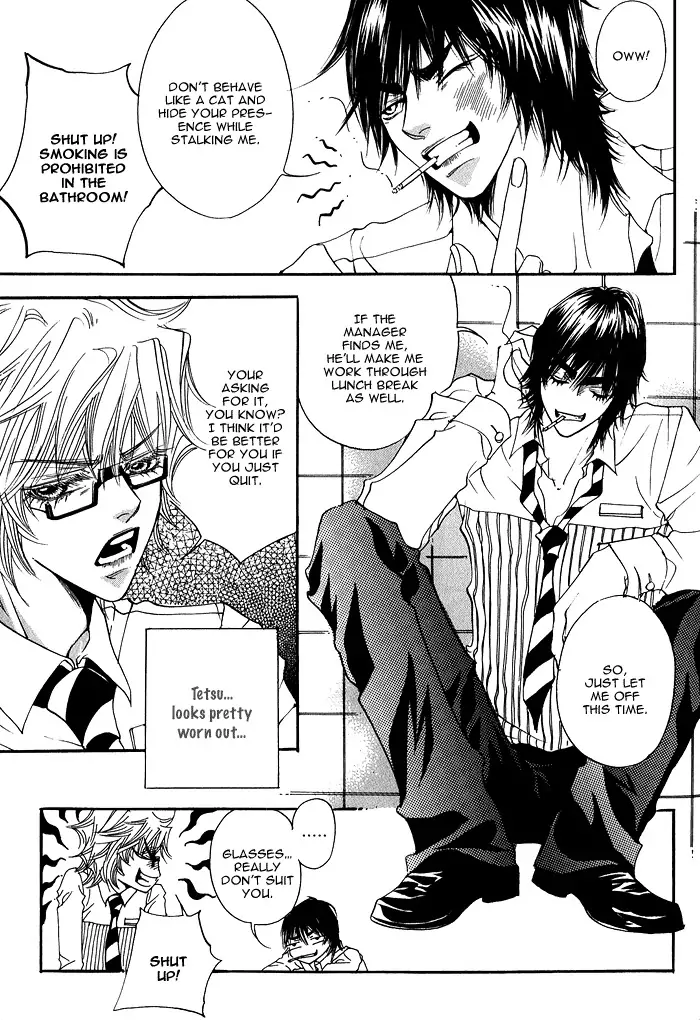 OWW!
DON'T BEHAVE
LIKE A CAT AND
HIDE YOUR PRES-
ENCE WHILE
STALKING ME.
SHUT UP!
SMOKING IS
PROHIBITED
IN THE
BATHROOM!
IF THE
MANAGER
FINDS ME,
HE'LL MAKE ME
WORK THROUGH
LUNCH BREAK
AS WELL.
SO,
JUST LET
ME OFF
THIS TIME.
YOUR
ASKING
FOR IT,
YOU KNOW?
I THINK IT'D
BE BETTER
FOR YOU IF
YOU JUST
QUIT.
Tetsu...
looks pretty
worn out...
.....
GLASSES...
REALLY
DON'T SUIT
YOU.
SHUT
UP!